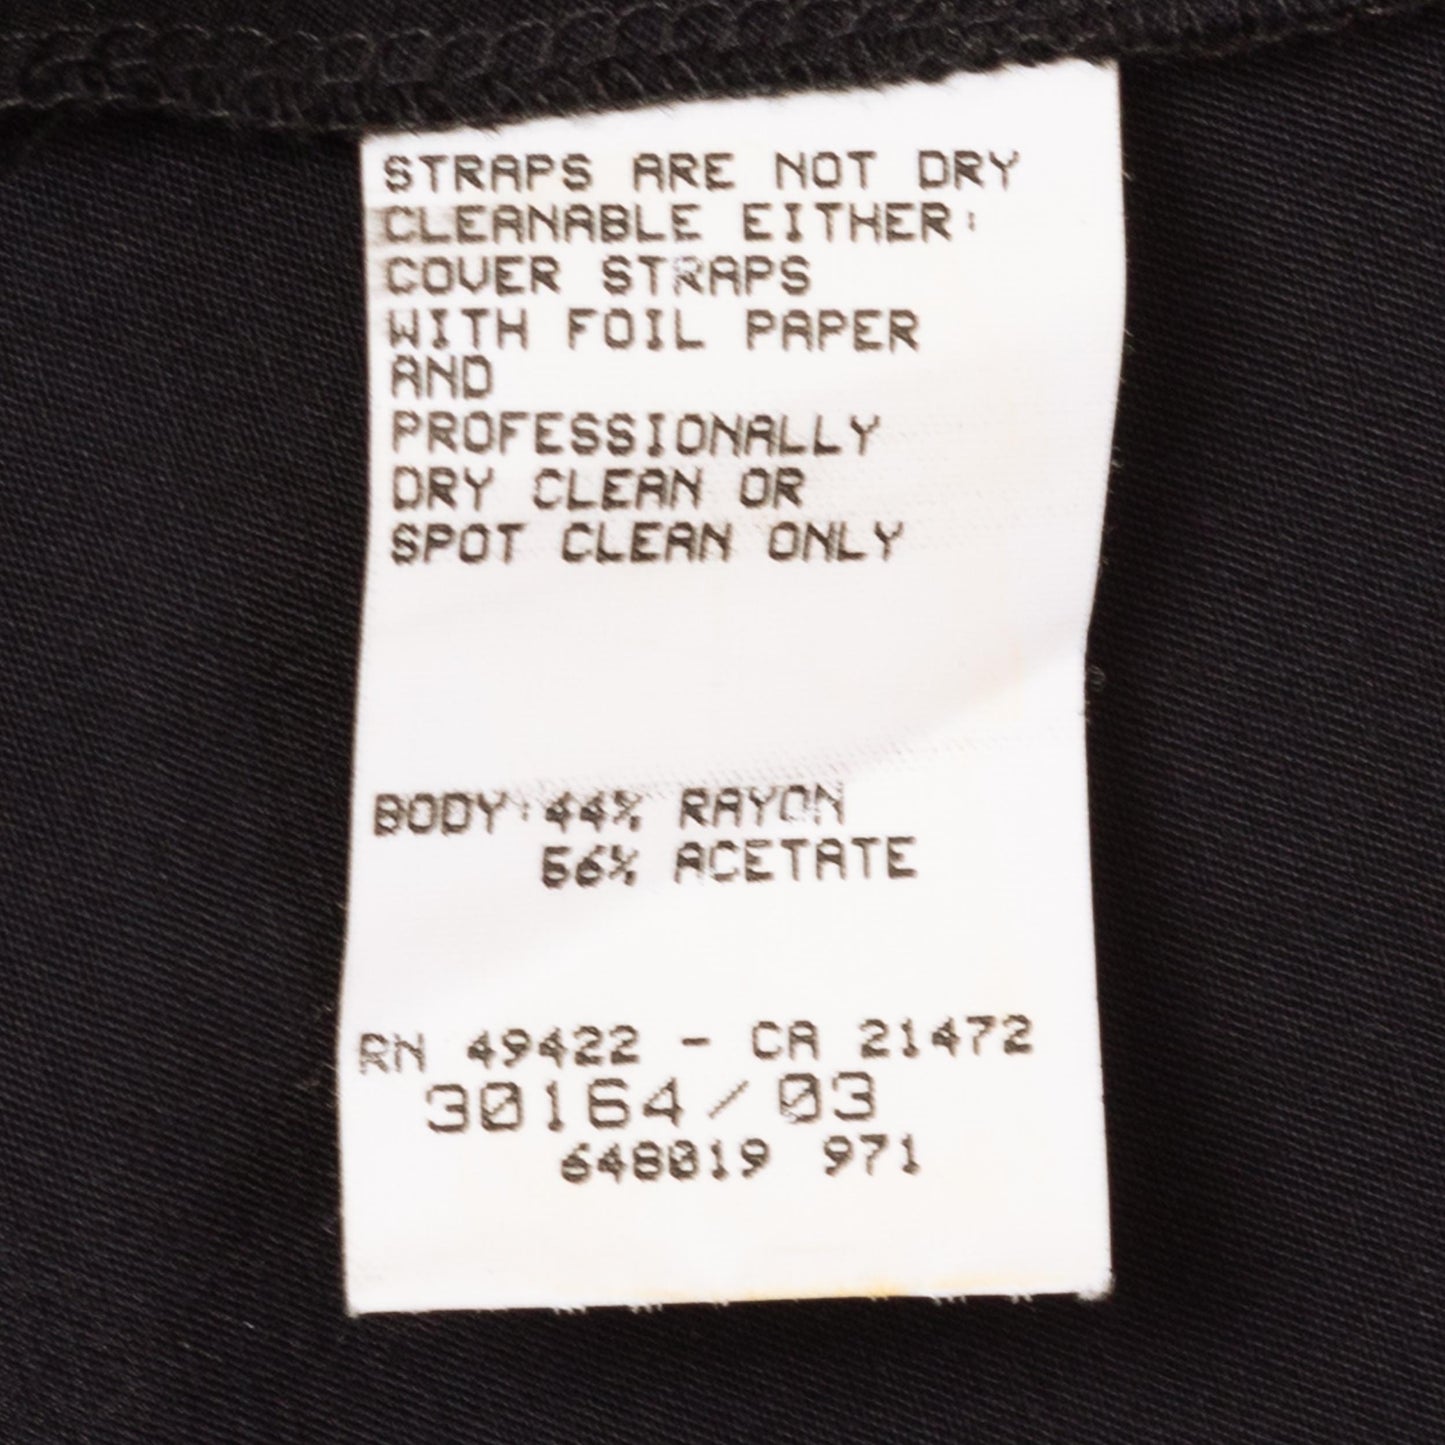 STRAPS ARE NOT DRY
CLEANABLE EITHER:
COVER STRAPS
WITH FOIL PAPER
AND
PROFESSIONALLY
DRY CLEAN OR
SPOT CLEAN ONLY
BODY:44% RAYON
56% ACETATE
RN 49422 - CA 21472
30164/03
648019 971